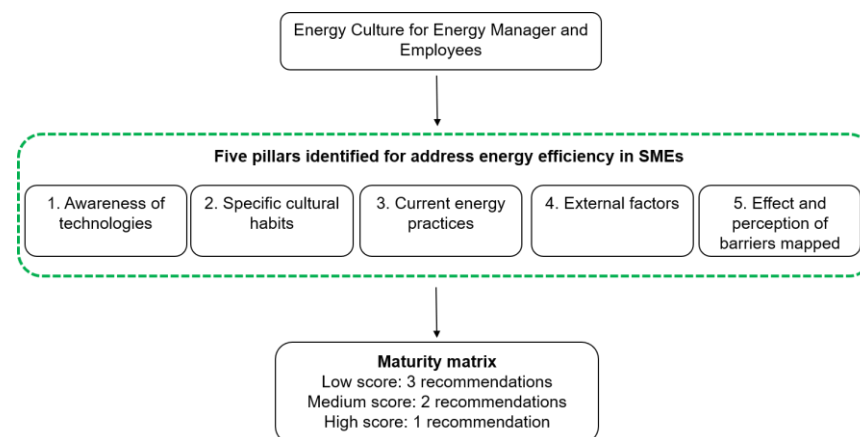 Energy Culture for Energy Manager and
Employees
Five pillars identified for address energy efficiency in SMEs
1. Awareness of
technologies
2. Specific cultural
habits
3. Current energy
practices
4. External factors
5. Effect and
perception of
barriers mapped
Maturity matrix
Low score: 3 recommendations
Medium score: 2 recommendations
High score: 1 recommendation